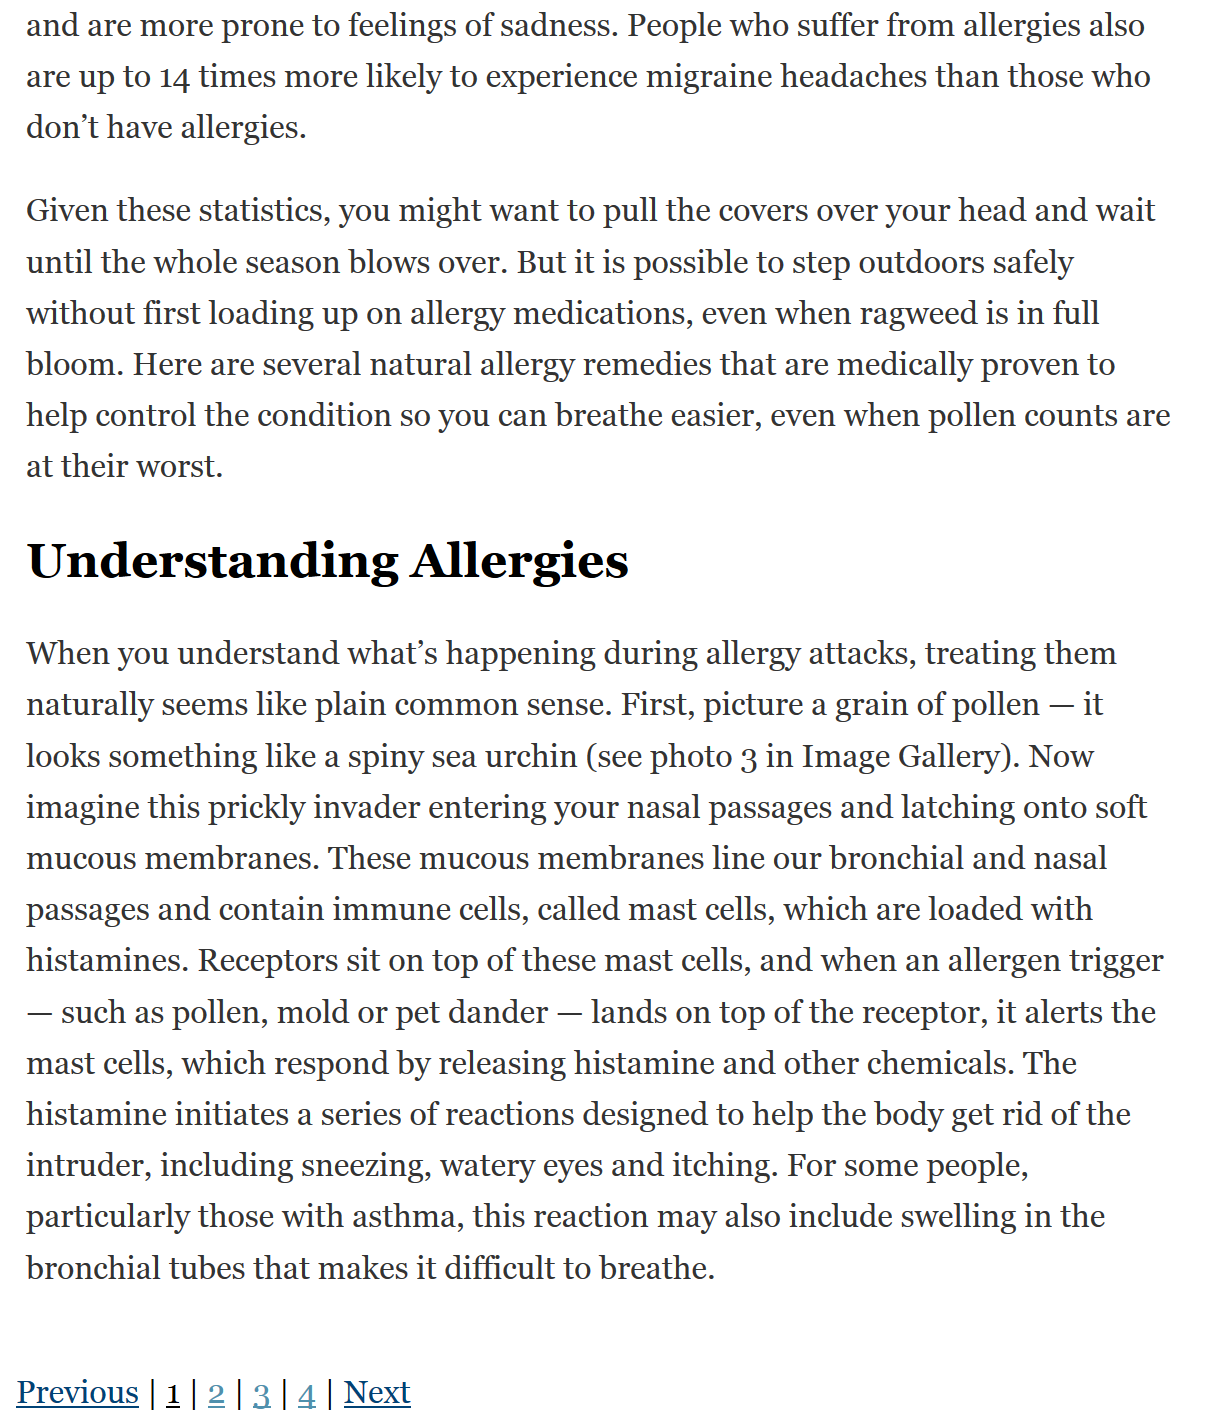 and are more prone to feelings of sadness. People who suffer from allergies also
are up to 14 times more likely to experience migraine headaches than those who
don’t have allergies.
Given these statistics, you might want to pull the covers over your head and wait
until the whole season blows over. But it is possible to step outdoors safely
without first loading up on allergy medications, even when ragweed is in full
bloom. Here are several natural allergy remedies that are medically proven to
help control the condition so you can breathe easier, even when pollen counts are
at their worst.
Understanding Allergies
When you understand what’s happening during allergy attacks, treating them
naturally seems like plain common sense. First, picture a grain of pollen — it
looks something like a spiny sea urchin (see photo 3 in Image Gallery). Now
imagine this prickly invader entering your nasal passages and latching onto soft
mucous membranes. These mucous membranes line our bronchial and nasal
passages and contain immune cells, called mast cells, which are loaded with
histamines. Receptors sit on top of these mast cells, and when an allergen trigger
— such as pollen, mold or pet dander — lands on top of the receptor, it alerts the
mast cells, which respond by releasing histamine and other chemicals. The
histamine initiates a series of reactions designed to help the body get rid of the
intruder, including sneezing, watery eyes and itching. For some people,
particularly those with asthma, this reaction may also include swelling in the
bronchial tubes that makes it difficult to breathe.
Previous | 1 | 2 | 3 | 4 | Next